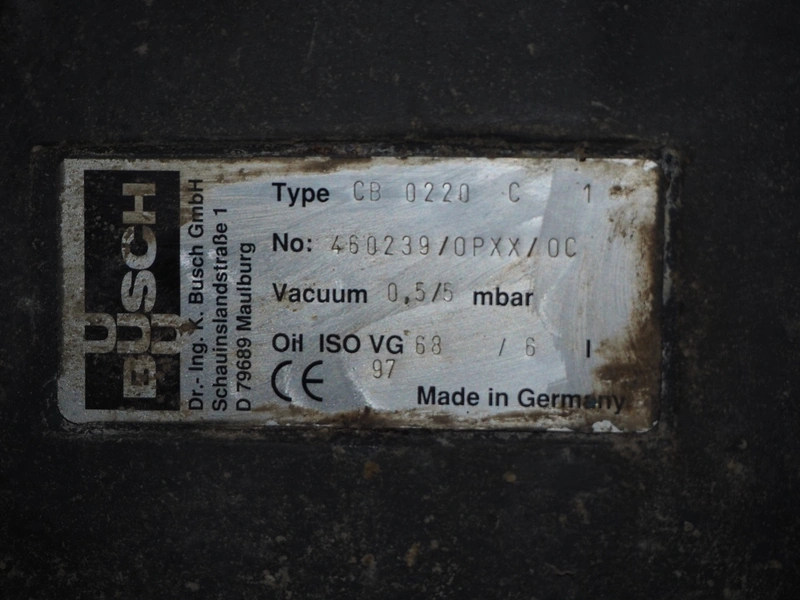 BUSCH
Dr.- Ing. K. Busch GmbH
Schauinslandstraße 1
D 79689 Maulburg
Type CB 0220 C 1
No: 460239/0PXX/0C
Vacuum 0,5/5 mbar
Oil ISO VG 68 / 6 l
CE 97
Made in Germany